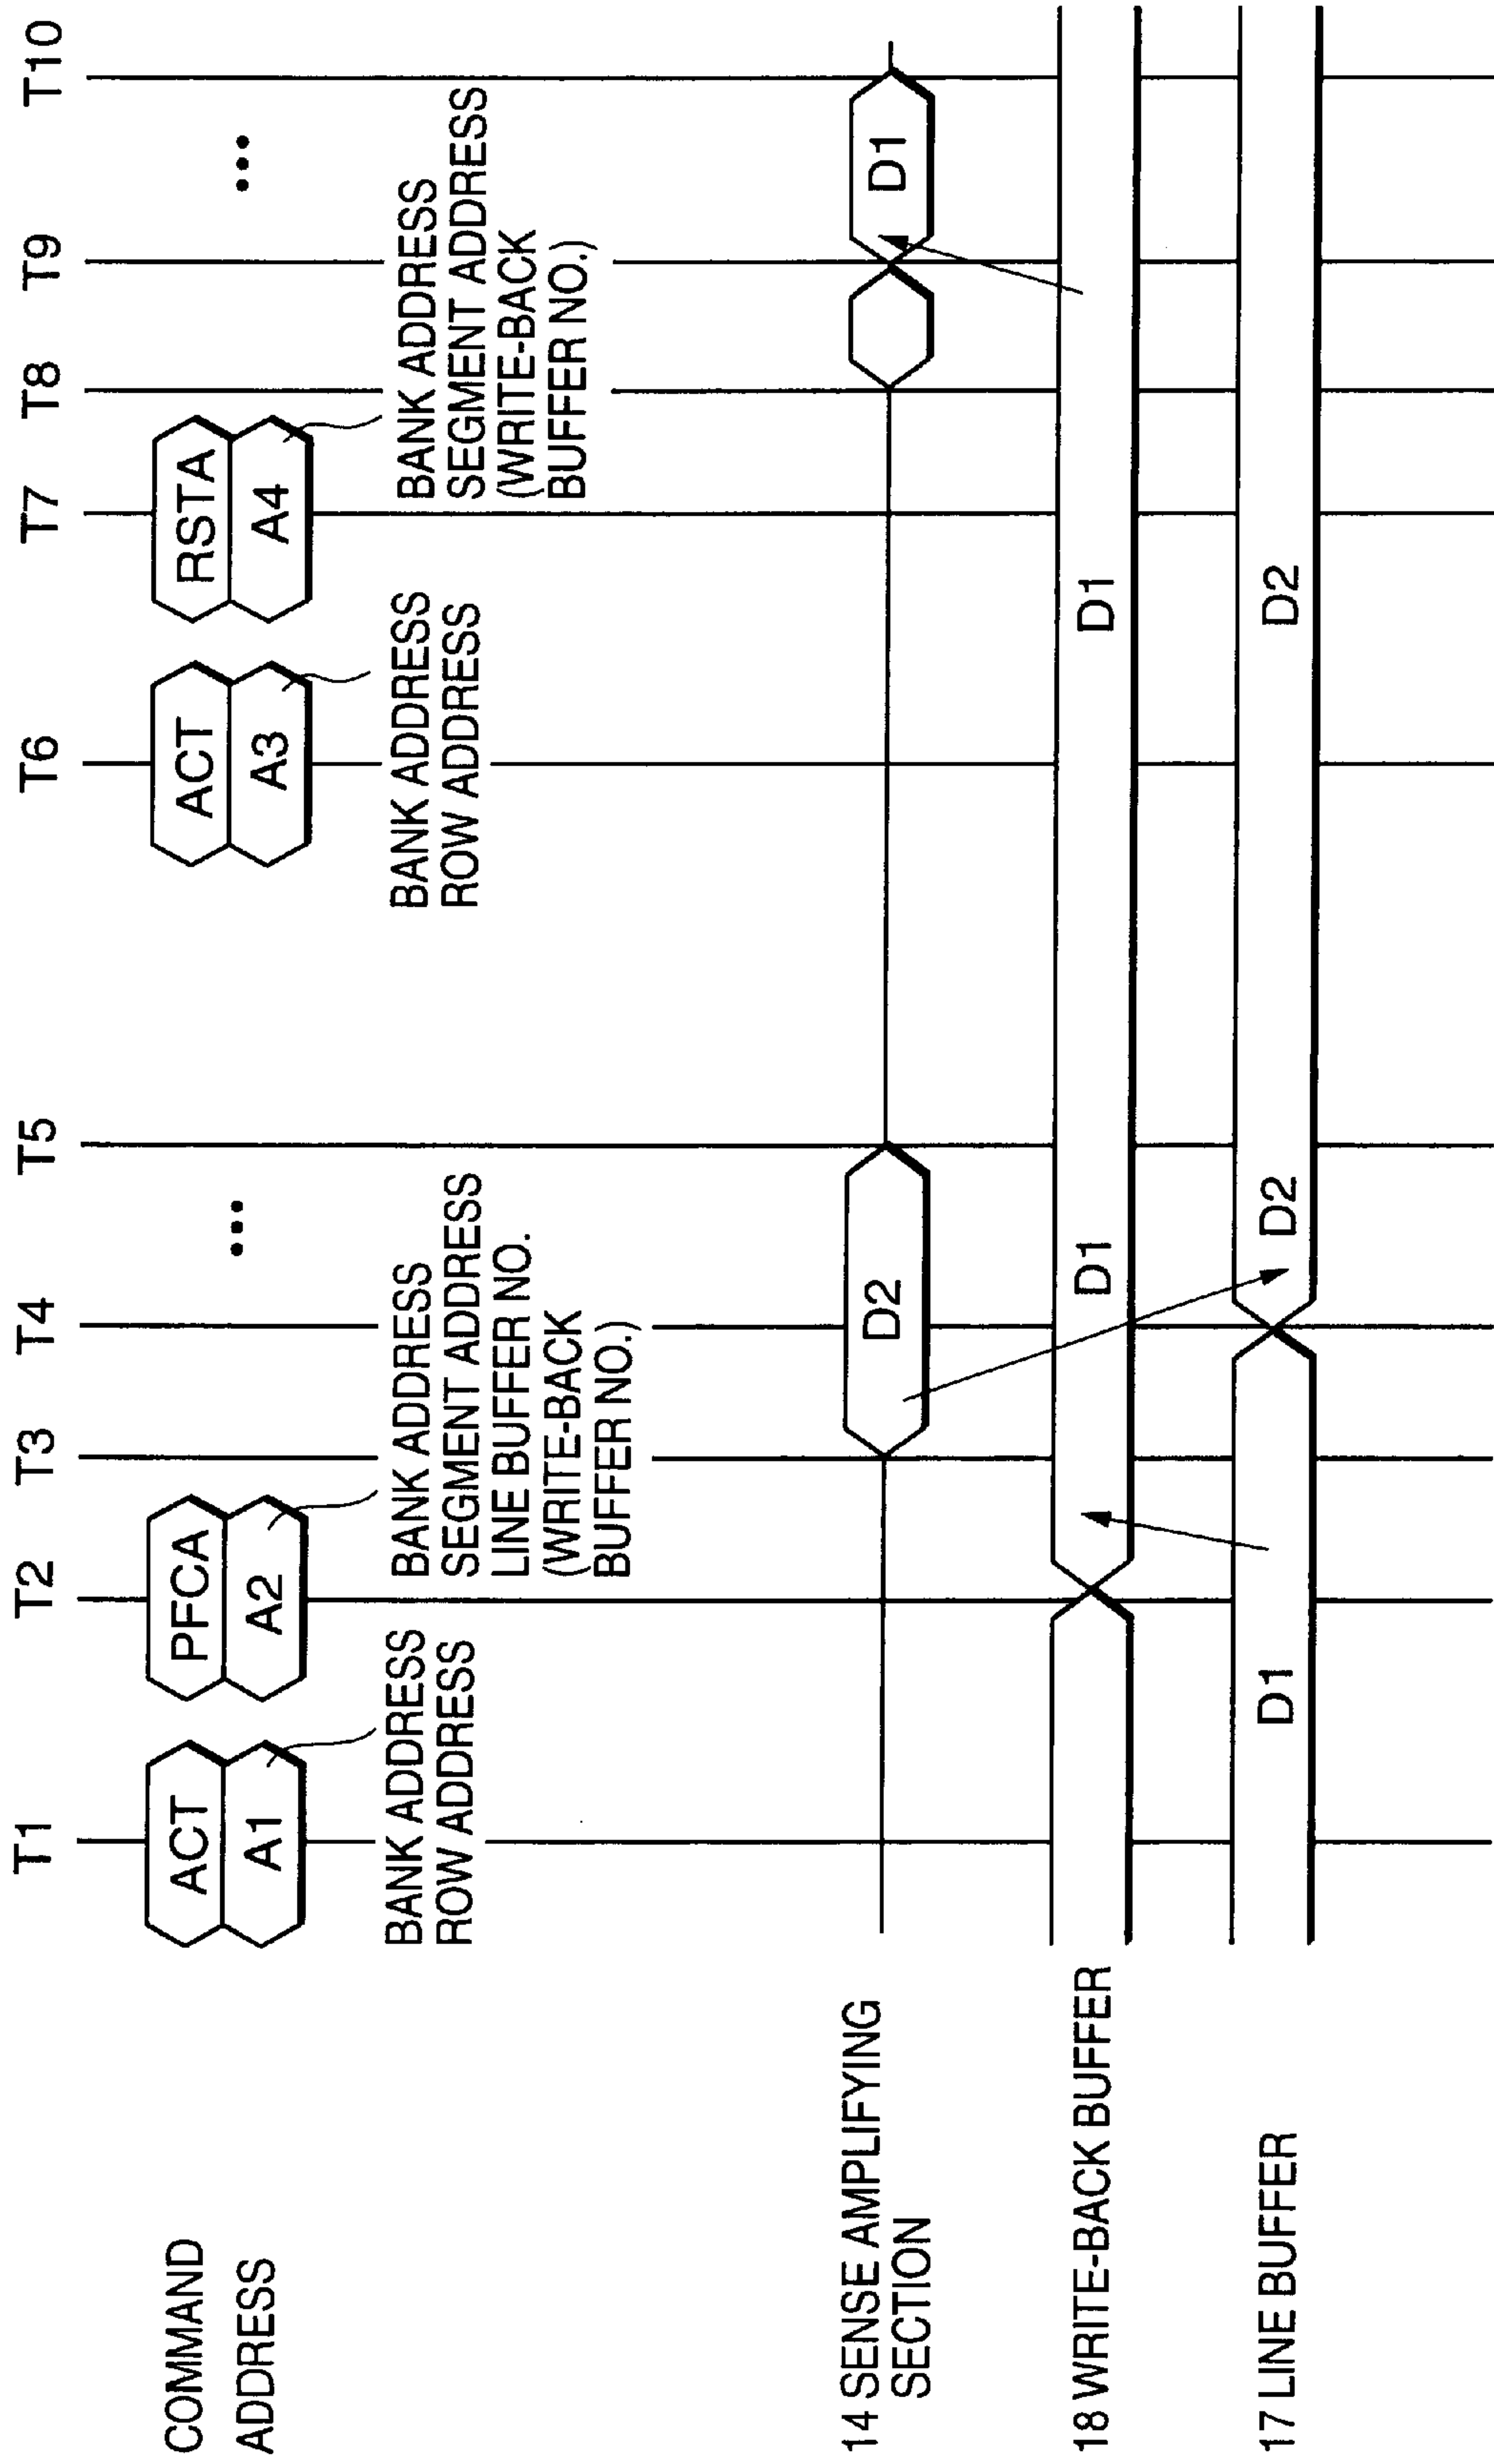 T1 T2 T3 T4 T5 T6 T7 T8 T9 T10
COMMAND ACT PFCA ... ACT RSTA ...
ADDRESS A1 A2 A3 A4
BANK ADDRESS
ROW ADDRESS
BANK ADDRESS
SEGMENT ADDRESS
LINE BUFFER NO.
(WRITE-BACK
BUFFER NO.)
BANK ADDRESS
ROW ADDRESS
BANK ADDRESS
SEGMENT ADDRESS
(WRITE-BACK
BUFFER NO.)
14 SENSE AMPLIFYING
SECTION
D2 D1
18 WRITE-BACK BUFFER D1 D1
17 LINE BUFFER D1 D2 D2